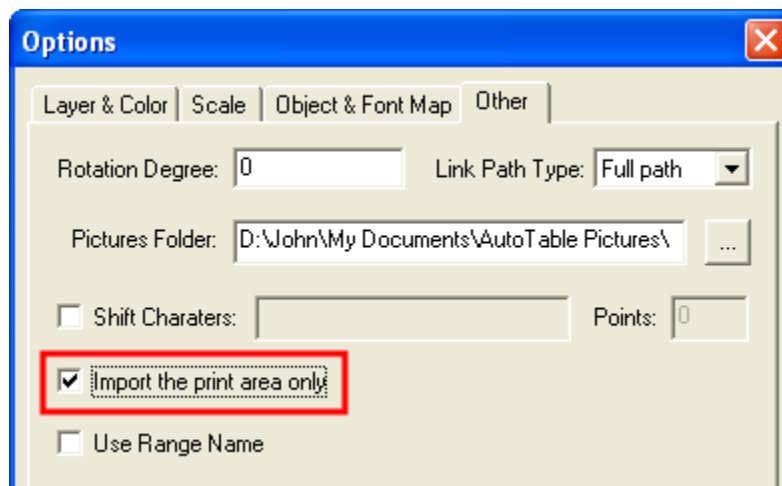 Options
Layer & Color Scale Object & Font Map Other
Rotation Degree: 0 Link Path Type: Full path
Pictures Folder: D:\John\My Documents\AutoTable Pictures\ ...
Shift Charaters: Points: 0
Import the print area only
Use Range Name